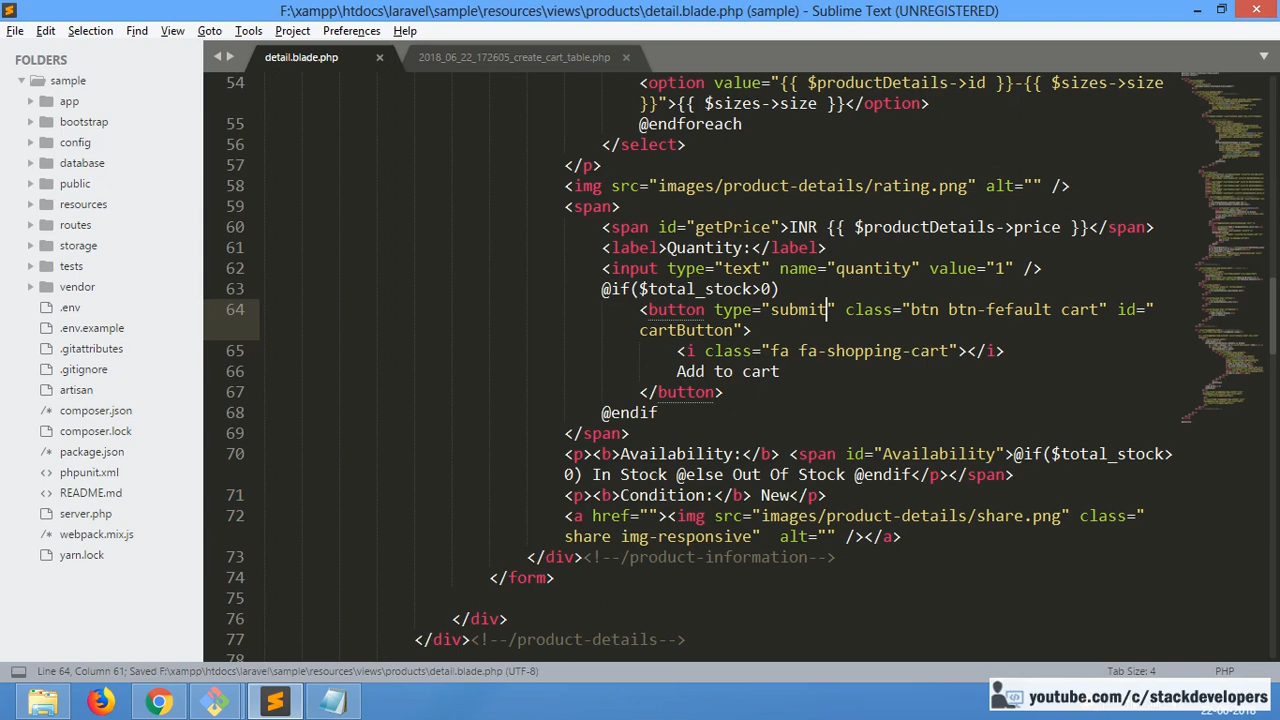 F:\xampp\htdocs\laravel\sample\resources\views\products\detail.blade.php (sample) - Sublime Text (UNREGISTERED)
File Edit Selection Find View Goto Tools Project Preferences Help
FOLDERS
sample
app
bootstrap
config
database
public
resources
routes
storage
tests
vendor
.env
.env.example
.gitattributes
.gitignore
artisan
composer.json
composer.lock
package.json
phpunit.xml
README.md
server.php
webpack.mix.js
yarn.lock
detail.blade.php × 2018_06_22_172605_create_cart_table.php ×
54 <option value="{{ $productDetails->id }}-{{ $sizes->size
}}">{{ $sizes->size }}</option>
55 @endforeach
56 </select>
57 </p>
58 <img src="images/product-details/rating.png" alt="" />
59 <span>
60 <span id="getPrice">INR {{ $productDetails->price }}</span>
61 <label>Quantity:</label>
62 <input type="text" name="quantity" value="1" />
63 @if($total_stock>0)
64 <button type="submit" class="btn btn-fefault cart" id="
cartButton">
65 <i class="fa fa-shopping-cart"></i>
66 Add to cart
67 </button>
68 @endif
69 </span>
70 <p><b>Availability:</b> <span id="Availability">@if($total_stock>
0) In Stock @else Out Of Stock @endif</p></span>
71 <p><b>Condition:</b> New</p>
72 <a href=""><img src="images/product-details/share.png" class="
share img-responsive"  alt="" /></a>
73 </div><!--/product-information-->
74 </form>
75
76 </div>
77 </div><!--/product-details-->
78
Line 64, Column 61; Saved F:\xampp\htdocs\laravel\sample\resources\views\products\detail.blade.php (UTF-8) Tab Size: 4 PHP
youtube.com/c/stackdevelopers